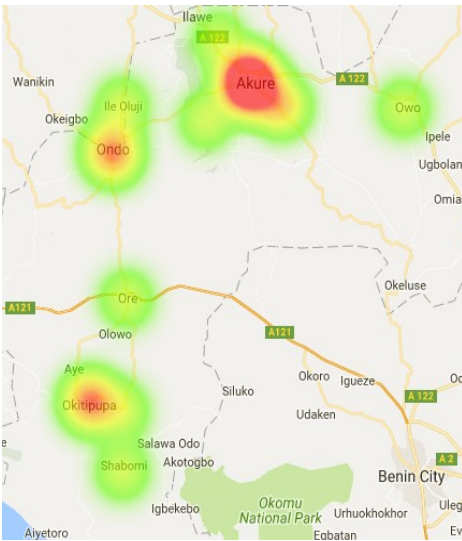 Ilawe
A 122
Wanikin
Akure
A 122
Ile Oluji
Owo
Okeigbo
Ipele
Ondo
Ugbolan
Omia
Okeluse
Ore
A121
A121
Olowo
Aye
Okoro
Igueze
Siluko
A 122
Okitipupa
Udaken
Salawa Odo
A 2
Shabomi
Akotogbo
Benin City
Okomu
National Park
Igbekebo
Urhuokhokhor
Uleg
Aiyetoro
Egbatan